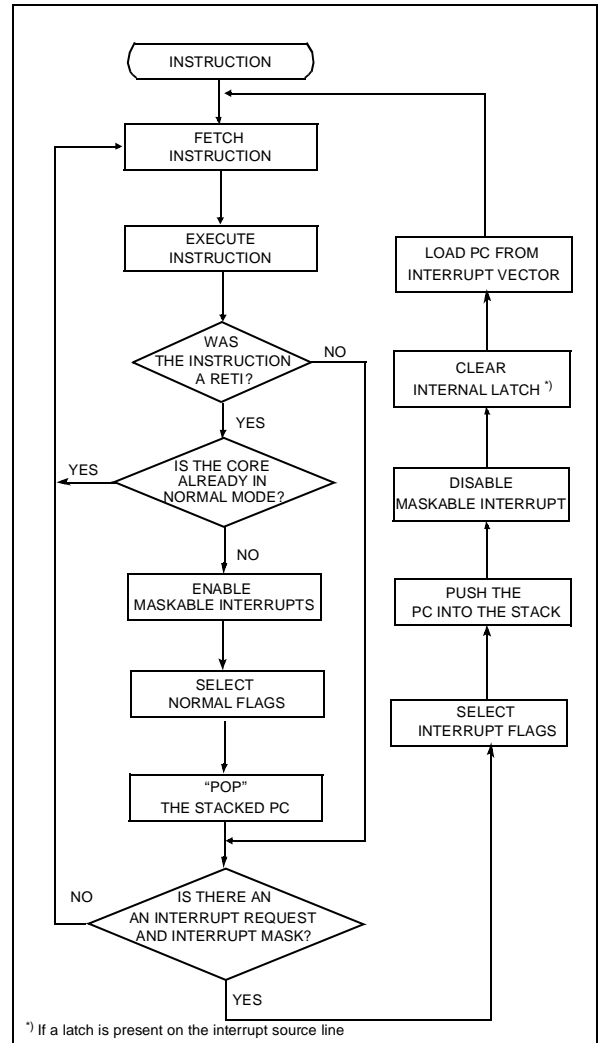 INSTRUCTION
FETCH
INSTRUCTION
EXECUTE
INSTRUCTION
WAS
THE INSTRUCTION
A RETI?
NO
YES
IS THE CORE
ALREADY IN
NORMAL MODE?
YES
NO
ENABLE
MASKABLE INTERRUPTS
SELECT
NORMAL FLAGS
“POP”
THE STACKED PC
IS THERE AN
AN INTERRUPT REQUEST
AND INTERRUPT MASK?
NO
YES
SELECT
INTERRUPT FLAGS
PUSH THE
PC INTO THE STACK
DISABLE
MASKABLE INTERRUPT
CLEAR
INTERNAL LATCH *)
LOAD PC FROM
INTERRUPT VECTOR
*) If a latch is present on the interrupt source line